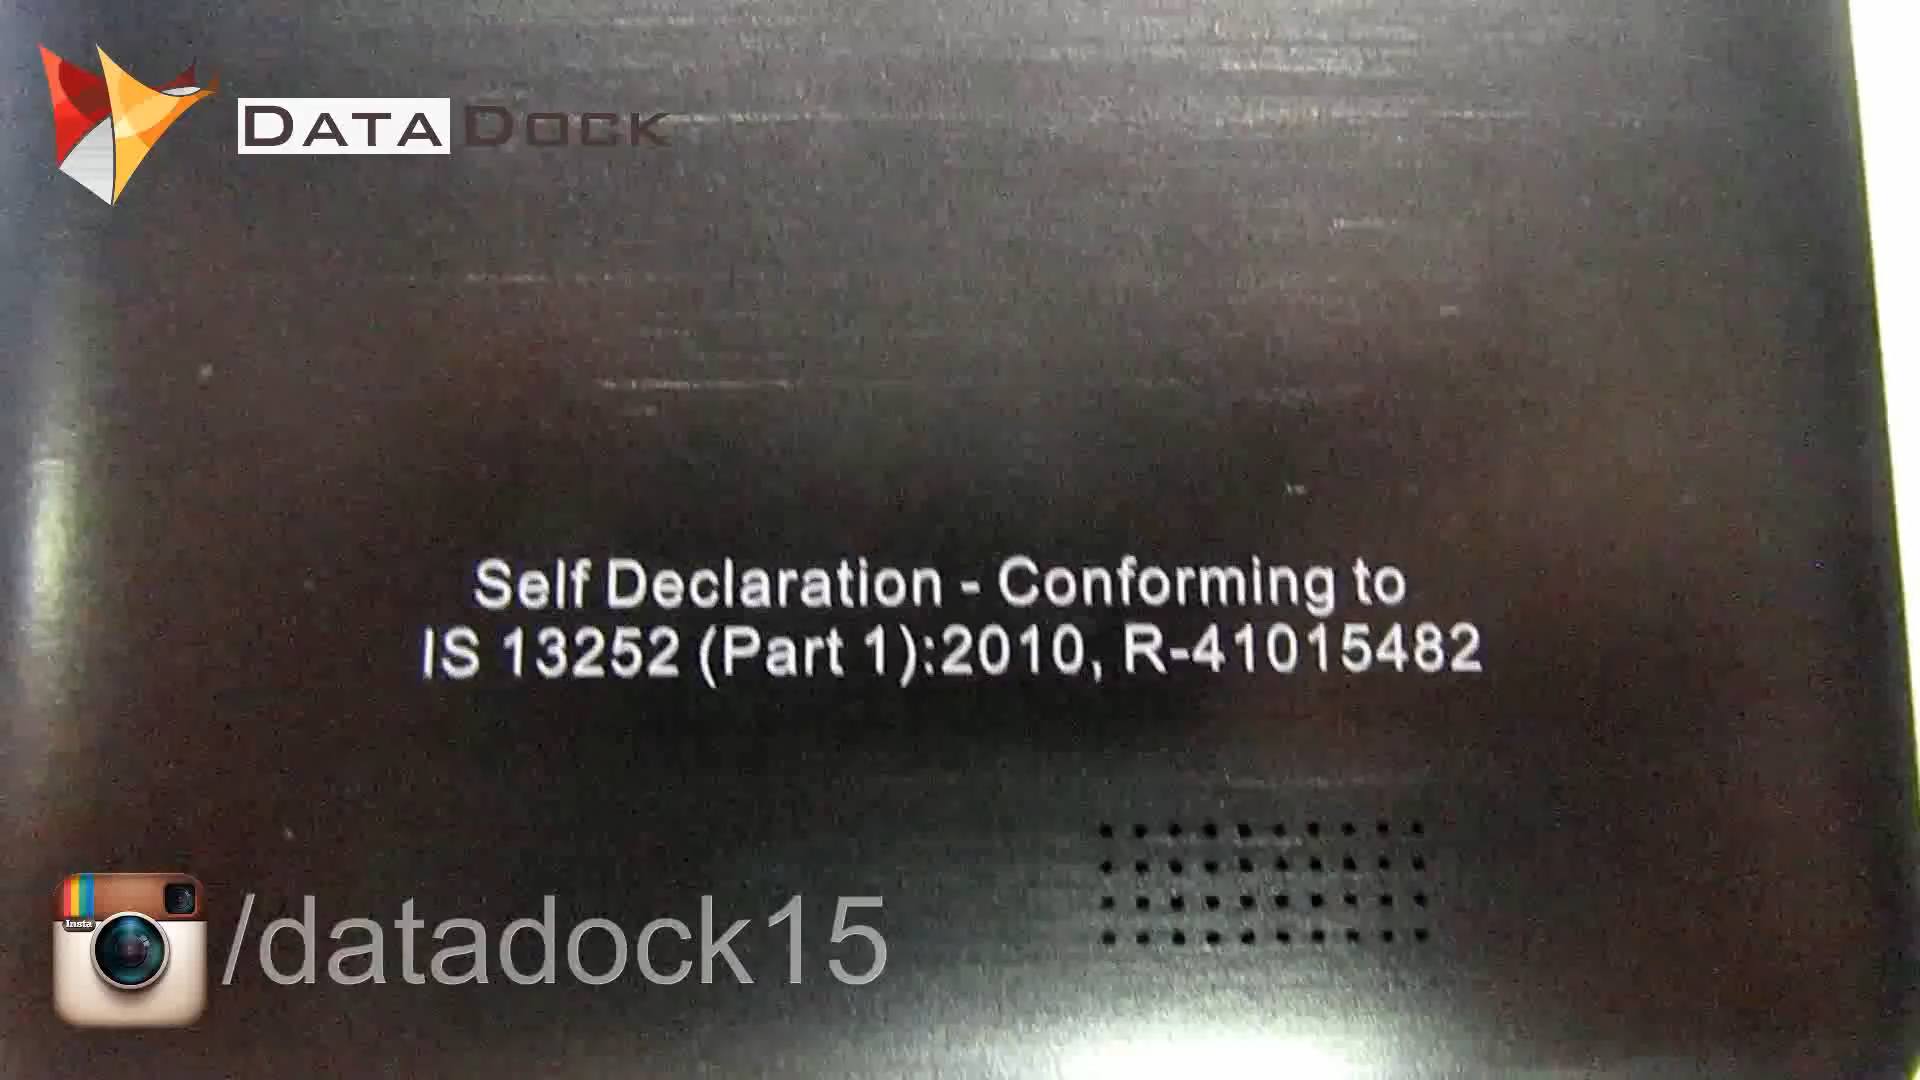 DATA DOCK
Self Declaration - Conforming to
IS 13252 (Part 1):2010, R-41015482
Insta
/datadock15